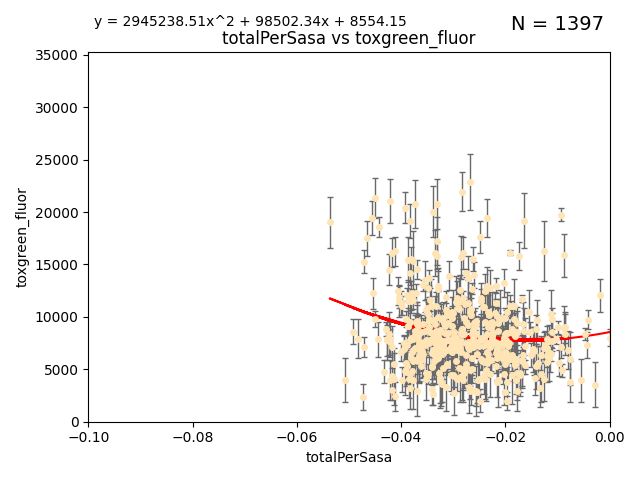 y = 2945238.51x^2 + 98502.34x + 8554.15
N = 1397
totalPerSasa vs toxgreen_fluor
35000
30000
25000
20000
15000
10000
5000
0
toxgreen_fluor
−0.10
−0.08
−0.06
−0.04
−0.02
0.00
totalPerSasa